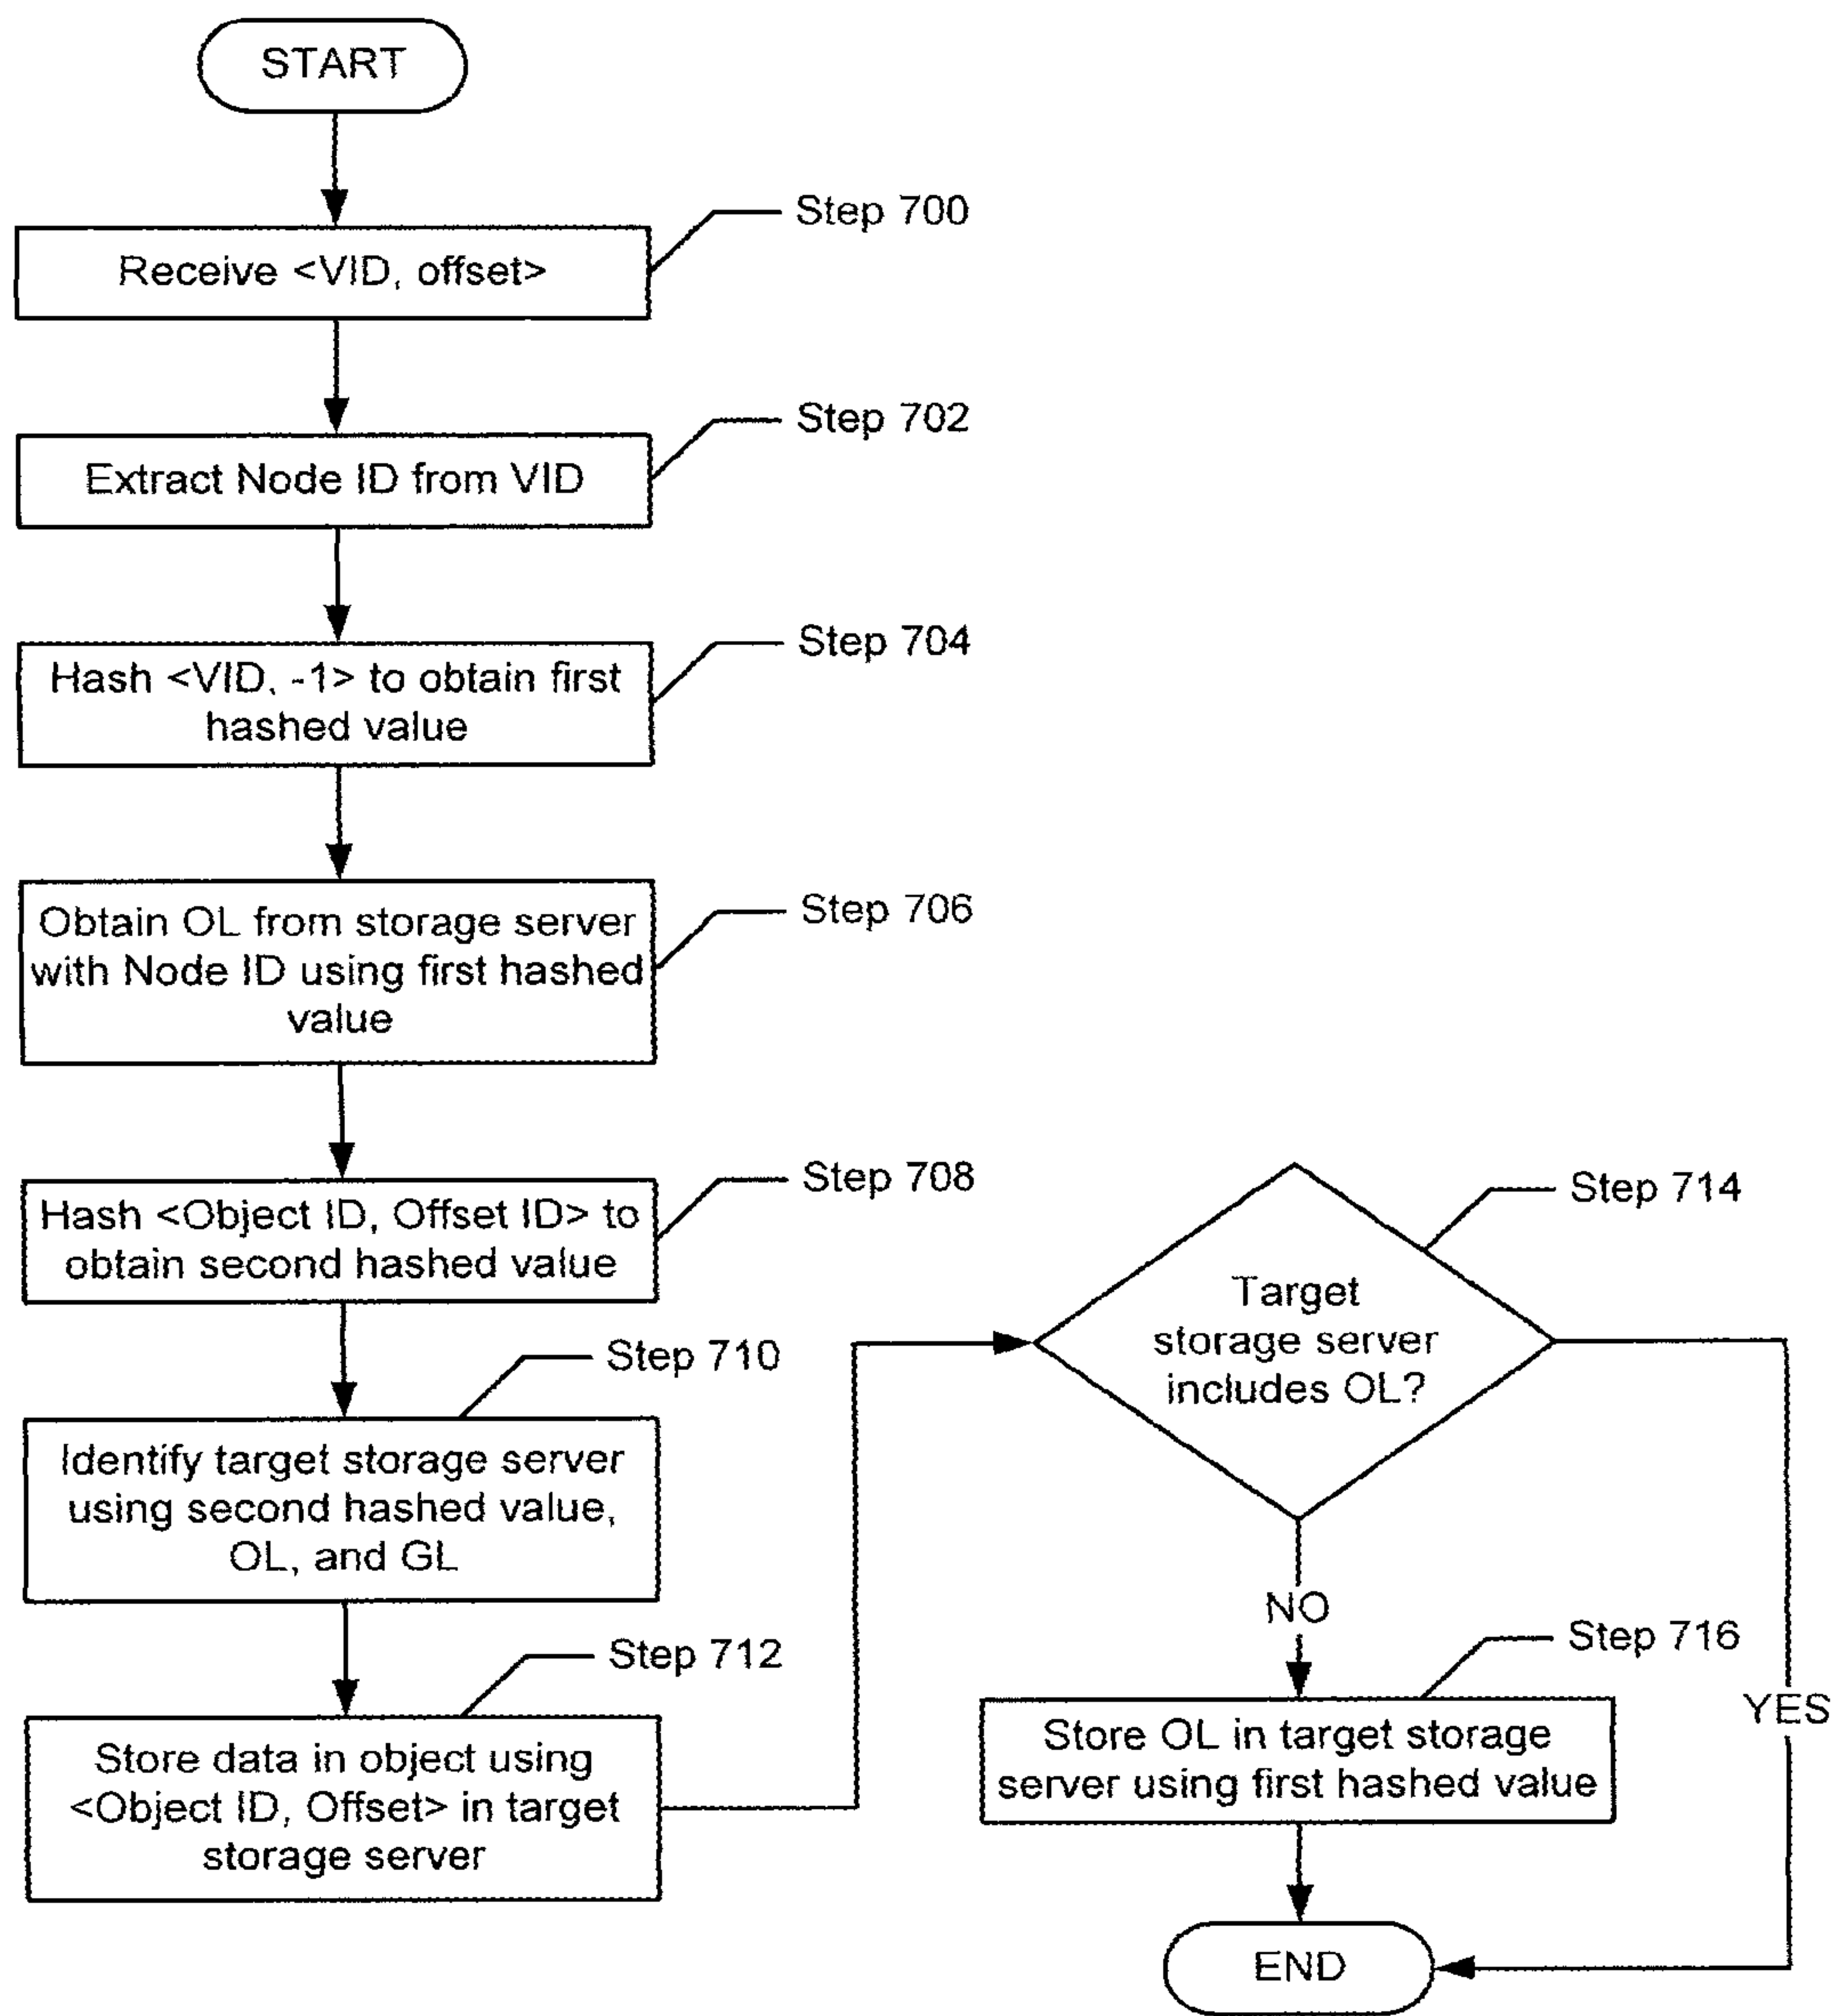 START
Step 700
Receive <VID, offset>
Step 702
Extract Node ID from VID
Step 704
Hash <VID, -1> to obtain first
hashed value
Step 706
Obtain OL from storage server
with Node ID using first hashed
value
Step 708
Hash <Object ID, Offset ID> to
obtain second hashed value
Step 710
Identify target storage server
using second hashed value,
OL, and GL
Step 712
Store data in object using
<Object ID, Offset> in target
storage server
Step 714
Target
storage server
includes OL?
NO
YES
Step 716
Store OL in target storage
server using first hashed value
END